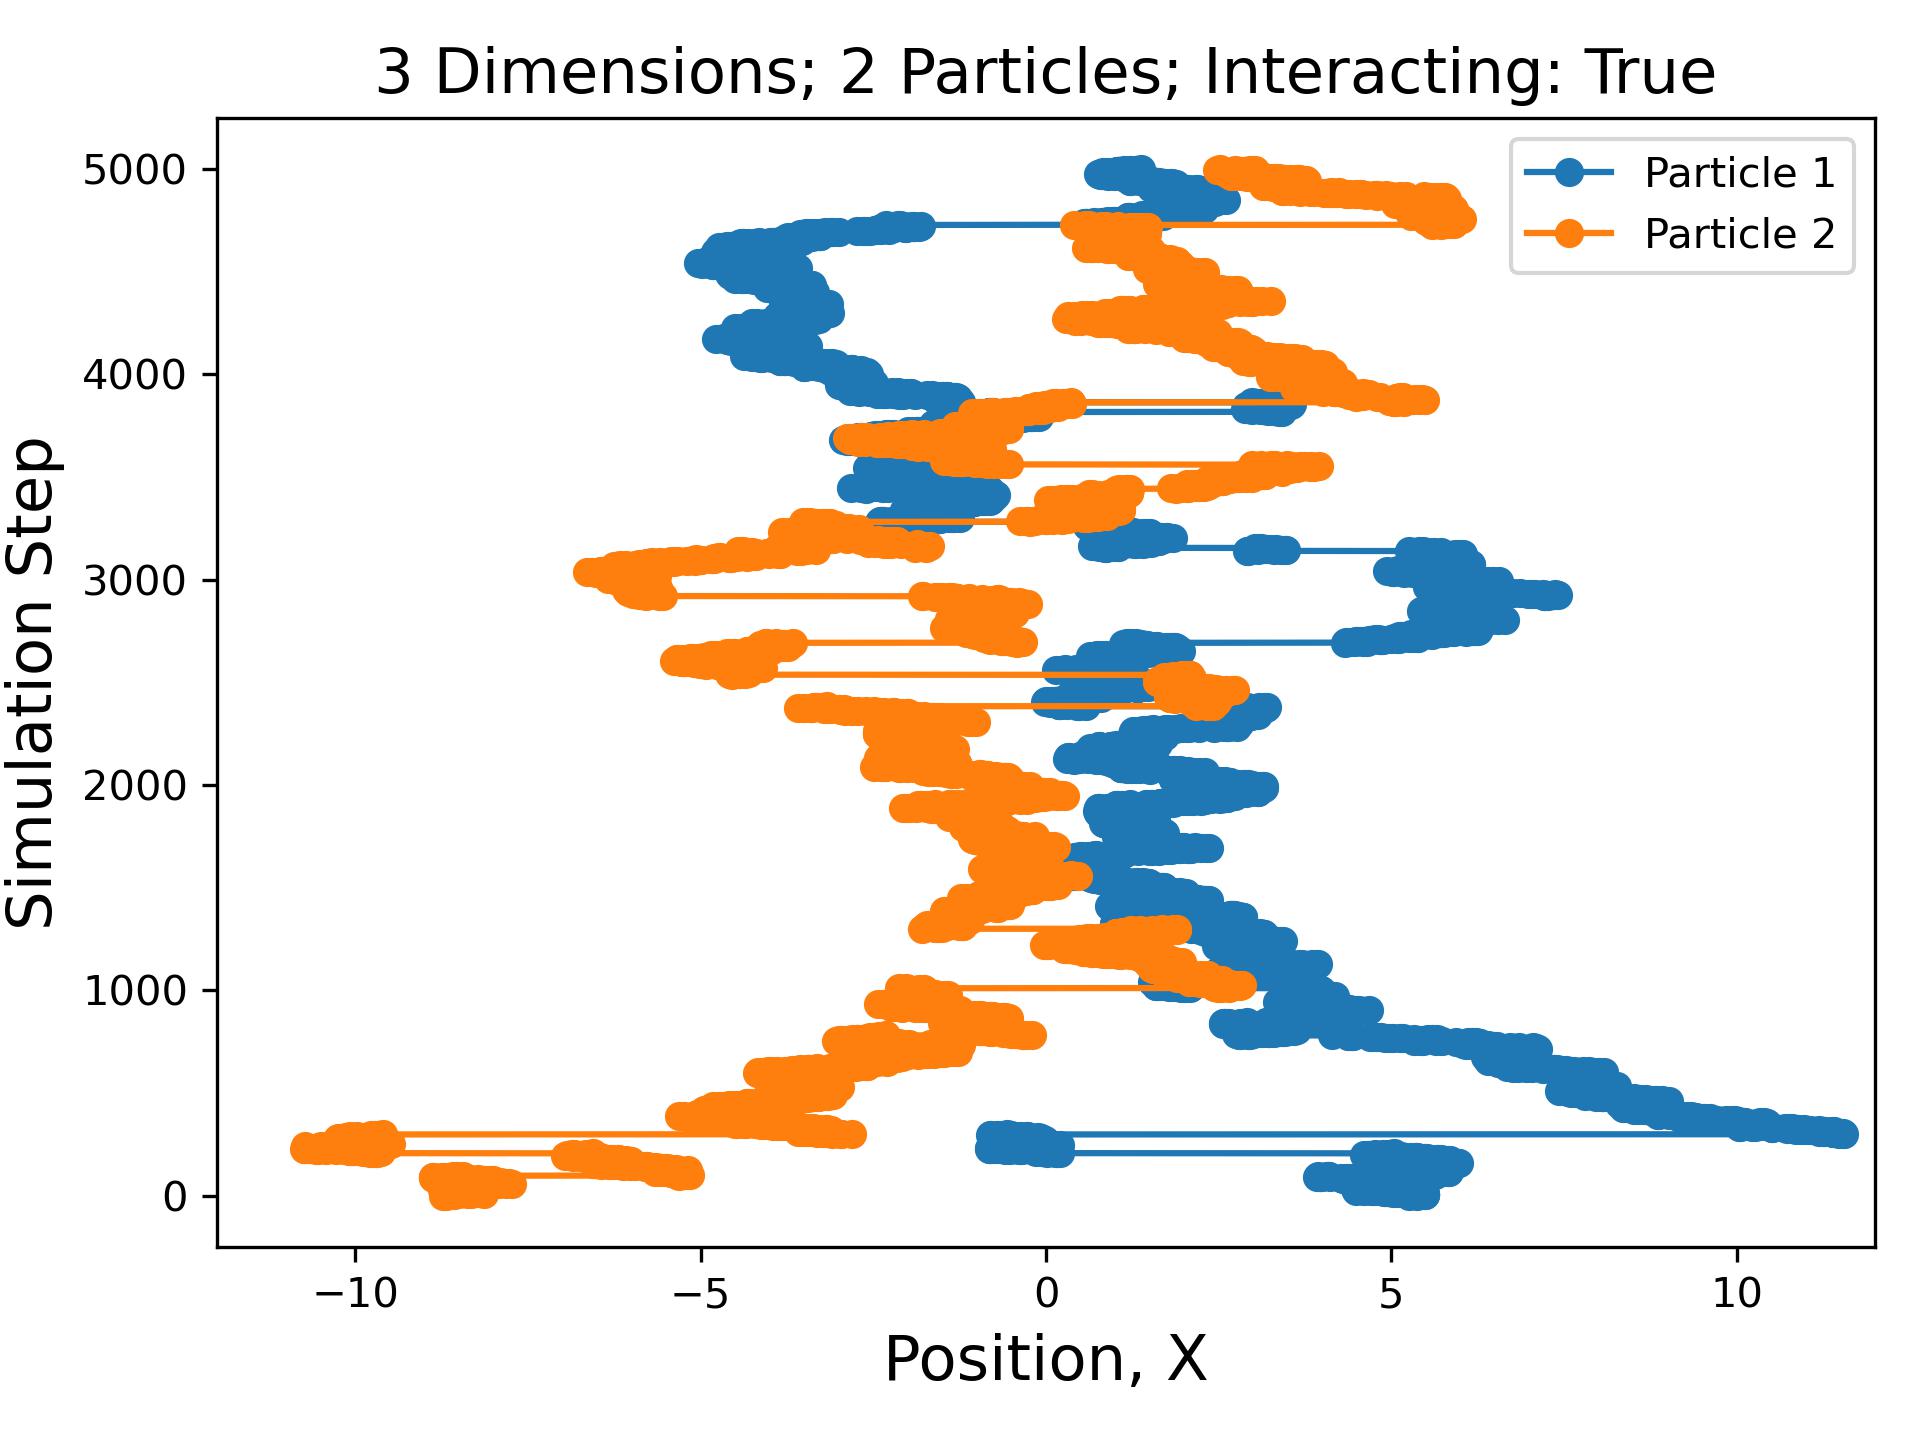 3 Dimensions; 2 Particles; Interacting: True
Particle 1
Particle 2
5000
4000
3000
2000
1000
0
Simulation Step
−10
−5
0
5
10
Position, X